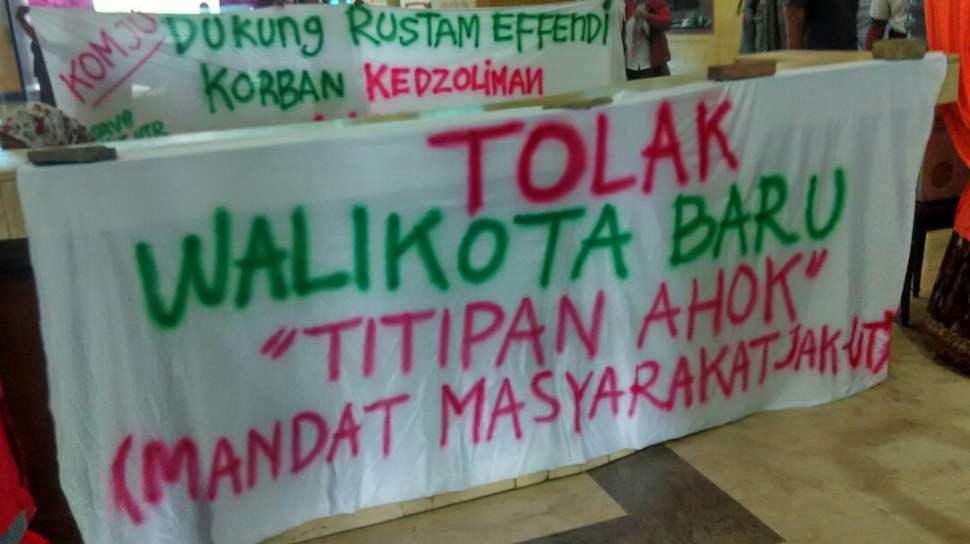 KOMJU
DUKUNG RUSTAM EFFENDI
KORBAN KEDZOLIMAN
TOLAK
WALIKOTA BARU
"TITIPAN AHOK"
(MANDAT MASYARAKAT JAK-UT)